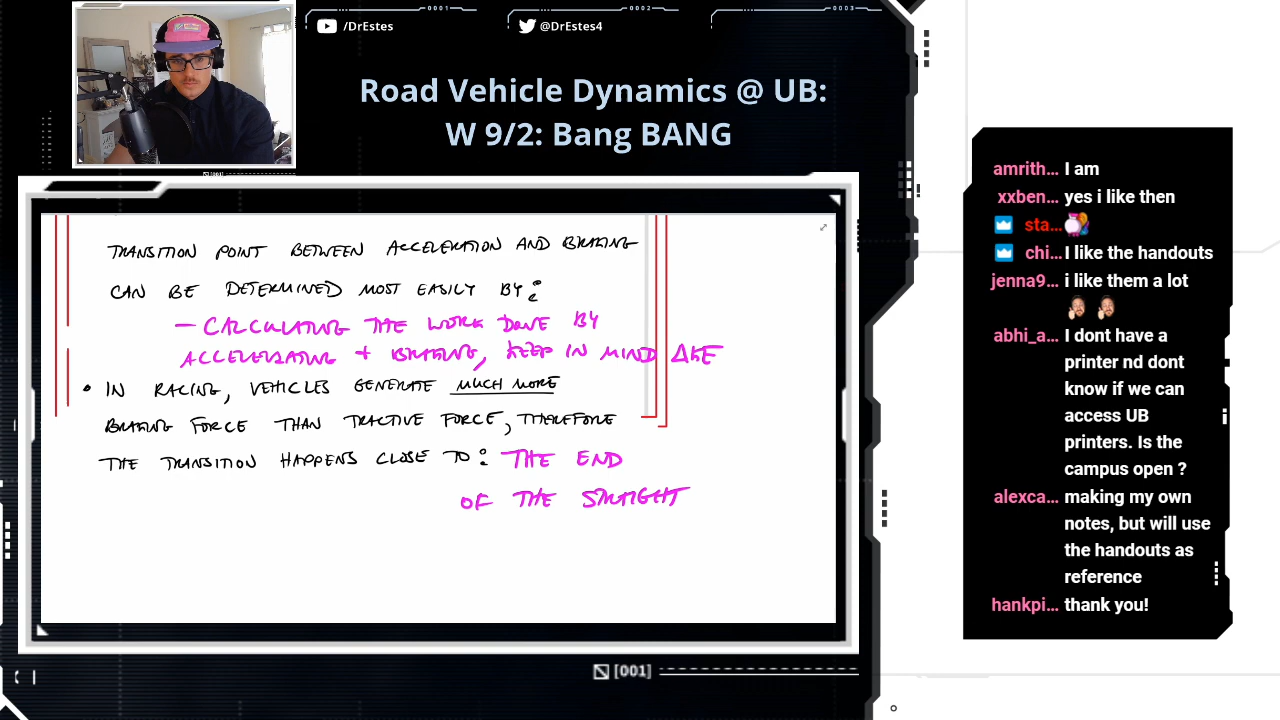 0001
0002
0003
/DrEstes
@DrEstes4
Road Vehicle Dynamics @ UB:
W 9/2: Bang BANG
[001]
TRANSITION POINT BETWEEN ACCELERATION AND BRAKING
CAN BE DETERMINED MOST EASILY BY:
- CALCULATING THE WORK DONE BY
ACCELERATING + BRAKING, KEEP IN MIND ΔKE
• IN RACING, VEHICLES GENERATE MUCH MORE
BRAKING FORCE THAN TRACTIVE FORCE, THEREFORE
THE TRANSITION HAPPENS CLOSE TO: THE END
OF THE STRAIGHT
[001]
amrith… I am
xxben… yes i like then
sta…
chi… I like the handouts
jenna9… i like them a lot
abhi_a… I dont have a
printer nd dont
know if we can
access UB
printers. Is the
campus open ?
alexca… making my own
notes, but will use
the handouts as
reference
hankpi… thank you!